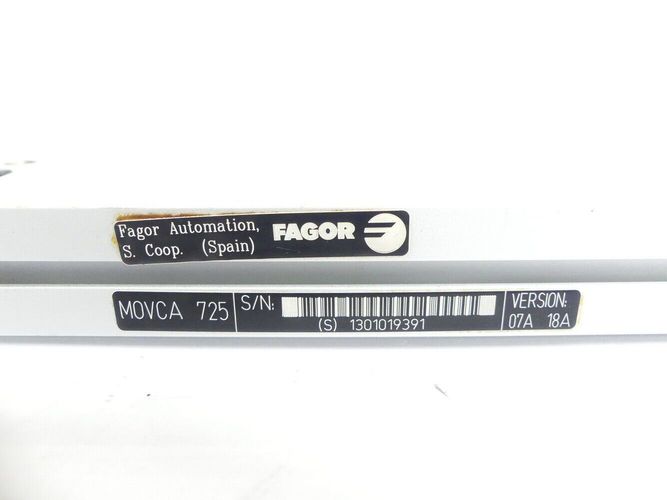 Fagor Automation,
S. Coop. (Spain)
FAGOR
MOVCA 725
S/N:
(S) 1301019391
VERSION:
07A 18A